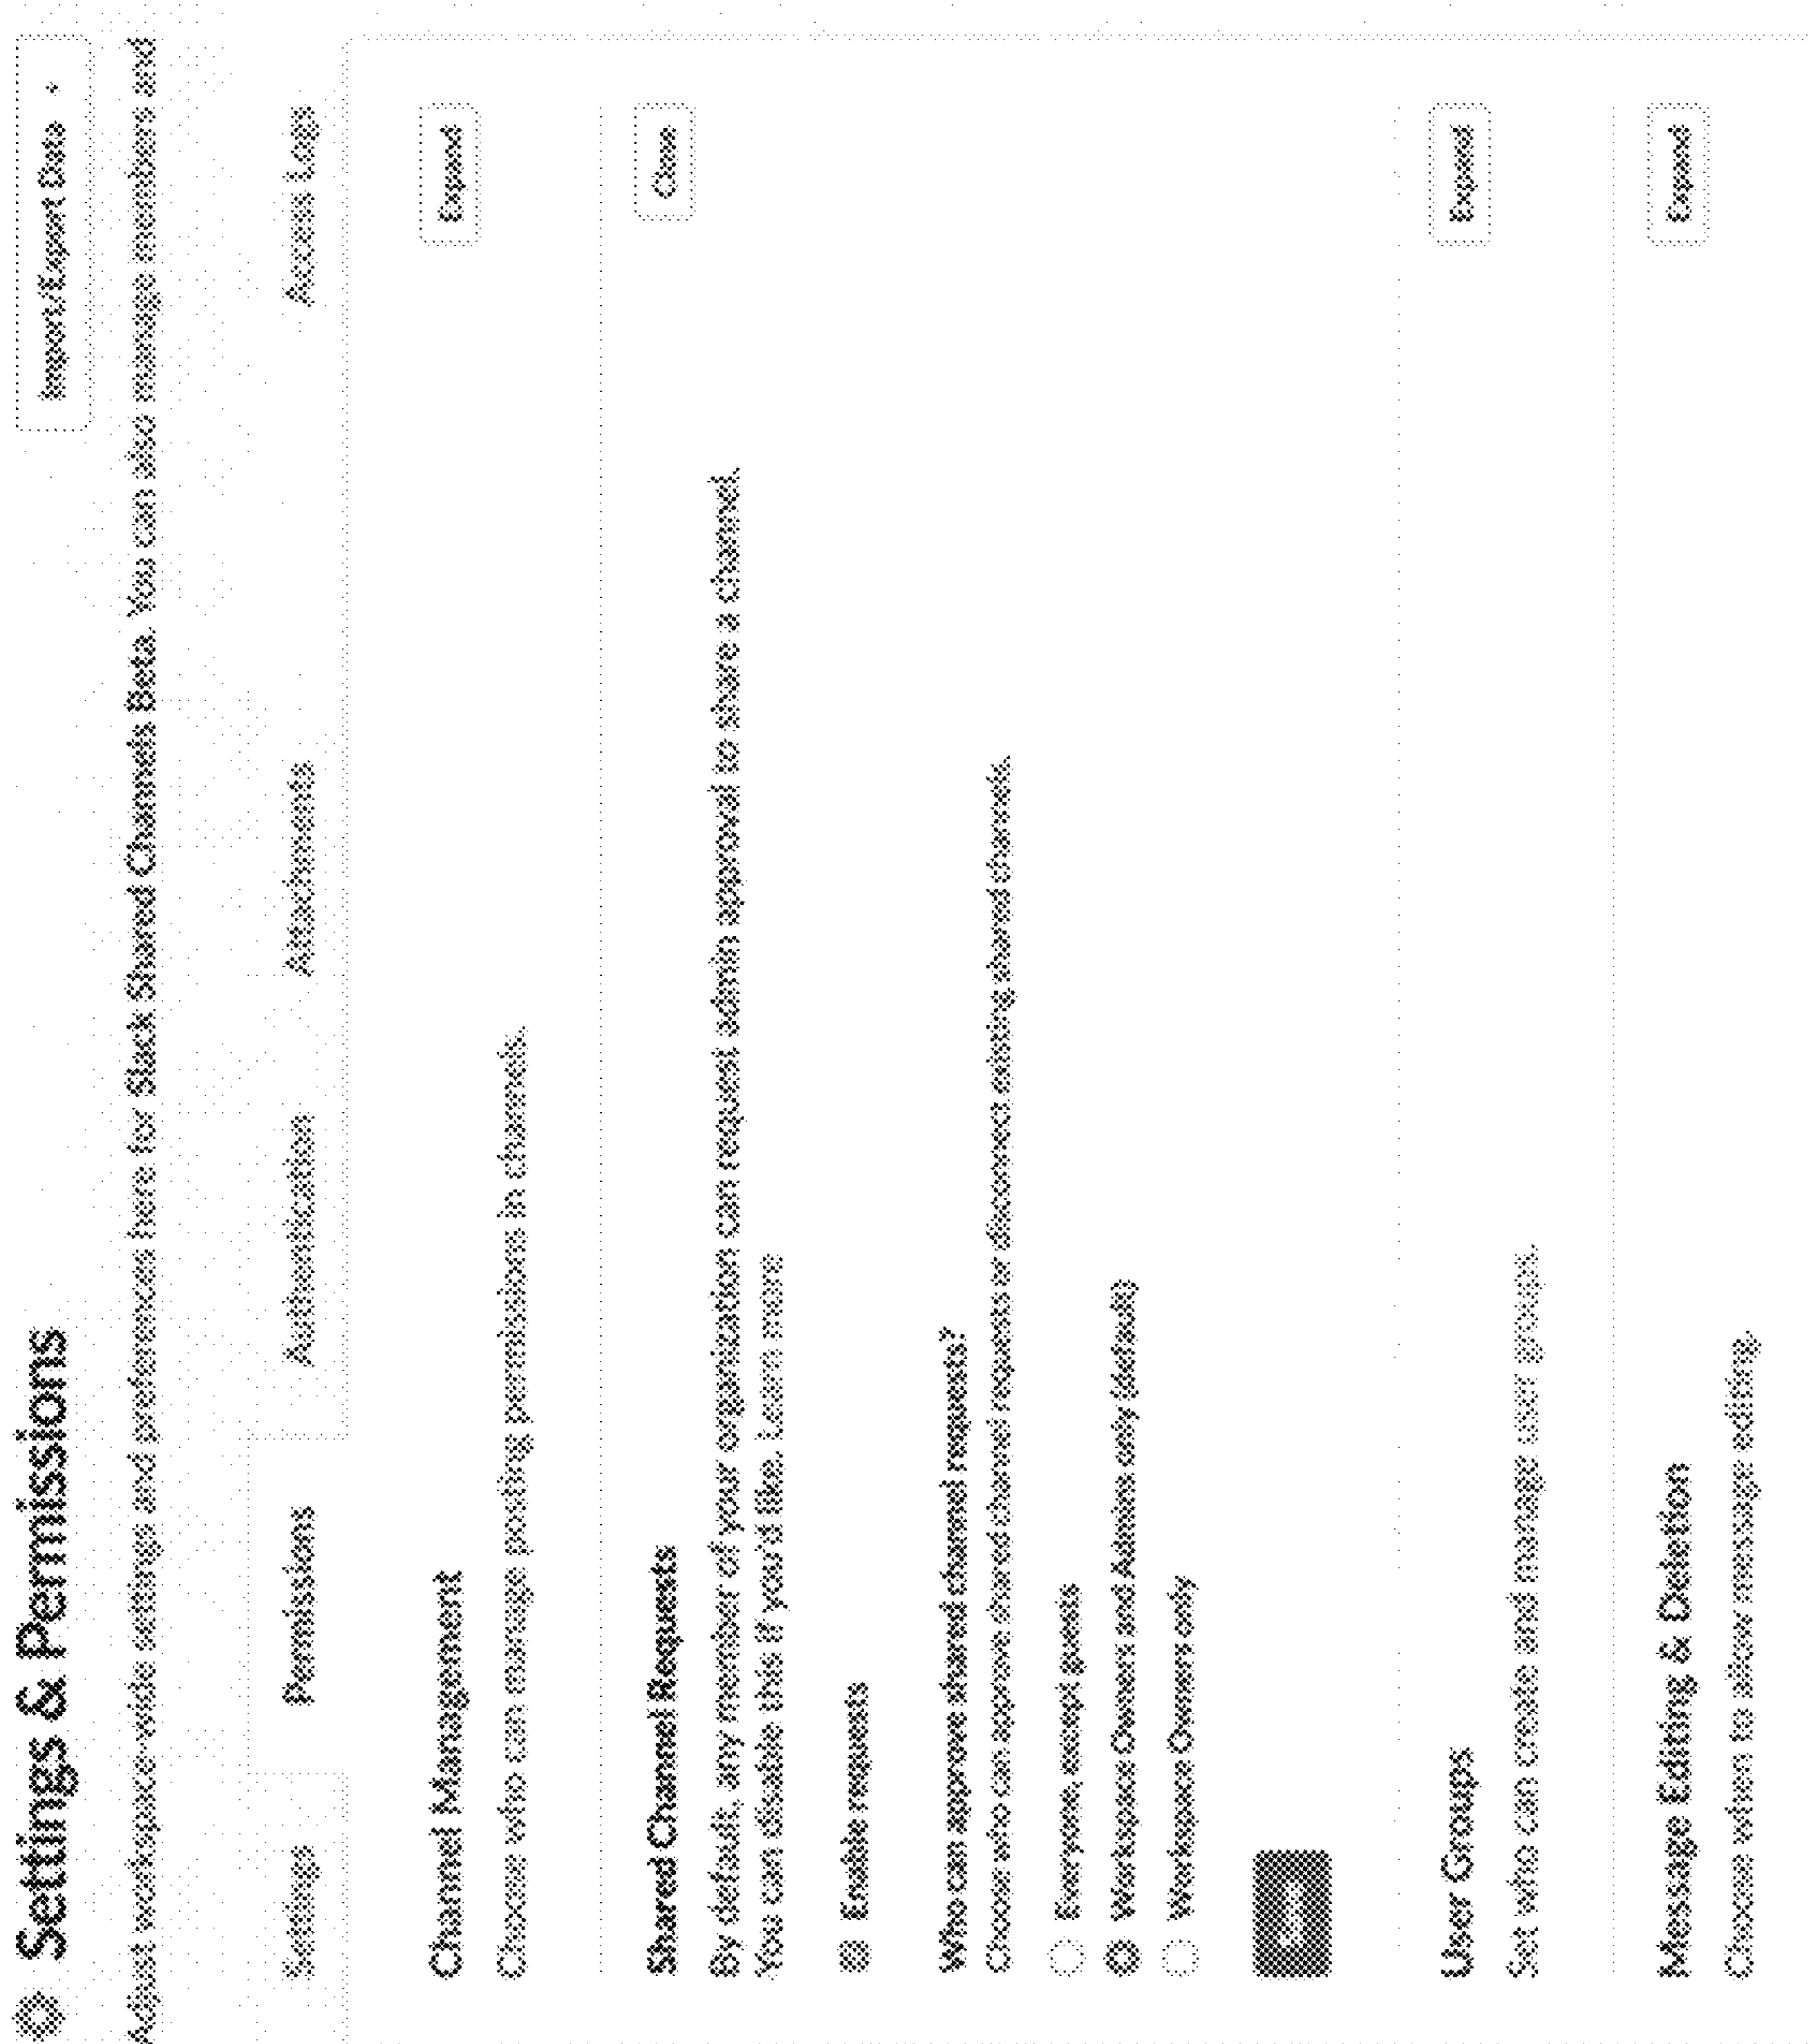 Settings & Permissions
Import/Export Data
Adjust workspace-wide settings and preferences here for Slack Shared Channels Beta. You can also manage members and
Settings
Permissions
Authentication
Attachments
Access Logs
Channel Management
Expand
Choose who can manage posting permissions in channels.
Shared Channel Requests
Close
By default, any member of your organization can request admin approval to share a channel.
You can disable this if you'd like. Learn more
Enable requests
Who can approve shared channel requests?
Choose who can approve shared channel requests or disconnect existing shared channels.
Everyone, except guests
Workspace Owners and Admins only (default)
Workspace Owners only
User Groups
Expand
Set who can create and manage user groups.
Message Editing & Deletion
Expand
Choose when to allow message editing.